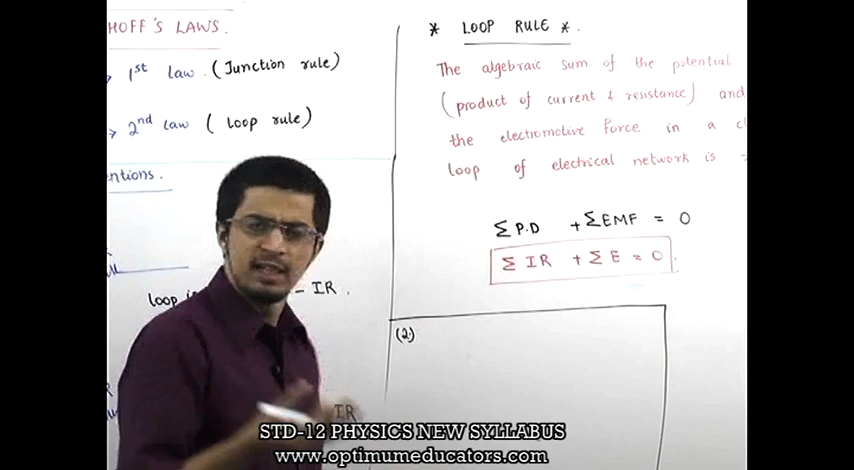 HOFF'S LAWS.
1st law. (Junction rule)
2nd law ( Loop rule)
entions.
loop
- IR.
IR
* LOOP RULE *.
The algebraic sum of the potential
(product of current & resistance) and
the electromotive force in a cl
loop of electrical network is =
Σ P.D + Σ EMF = 0
Σ IR + Σ E = 0.
(2.)
STD-12 PHYSICS NEW SYLLABUS
www.optimumeducators.com